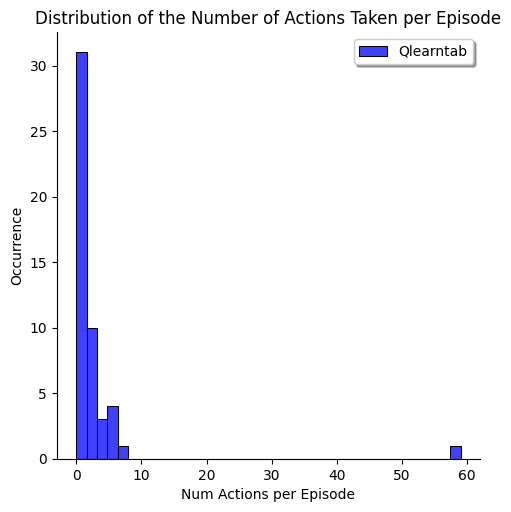 Distribution of the Number of Actions Taken per Episode
Qlearntab
30
25
20
15
10
5
0
Occurrence
0 10 20 30 40 50 60
Num Actions per Episode